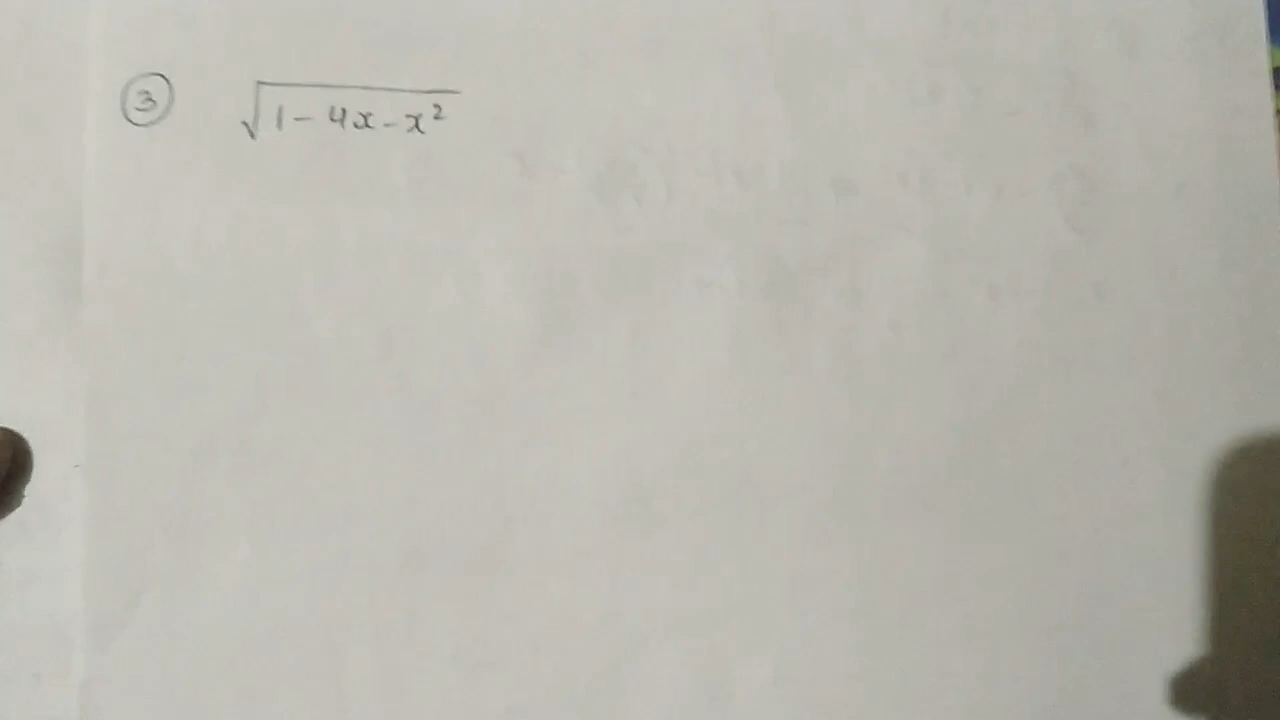 ③ √(1 - 4x - x²)